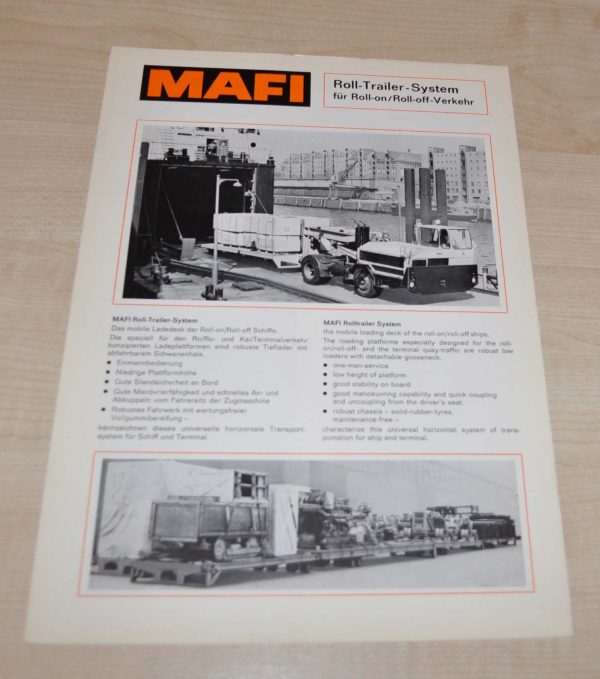 MAFI
Roll-Trailer-System
für Roll-on/Roll-off-Verkehr
MAFI Roll-Trailer-System
Das mobile Ladedeck der Roll-on/Roll-off Schiffe.
Die speziell für den Ro/Ro- und Kai/Terminalverkehr
konzipierten Ladeplattformen sind robuste Tieflader mit
abfahrbarem Schwanenhals.
● Einmannbedienung
● Niedrige Plattformhöhe
● Gute Standsicherheit an Bord
● Gute Manövrierfähigkeit und schnelles An- und
Abkuppeln vom Fahrersitz der Zugmaschine
● Robustes Fahrwerk mit wartungsfreier
Vollgummibereifung –
kennzeichnen dieses universelle horizontale Transport-
system für Schiff und Terminal.
MAFI Rolltrailer System
the mobile loading deck of the roll-on/roll-off-ships.
The loading platforms especially designed for the roll-
on/roll-off- and the terminal quay-traffic are robust low
loaders with detachable gooseneck.
● one-man-service
● low height of platform
● good stability on board
● good manoeuvring capability and quick coupling
and uncoupling from the driver's seat.
● robust chassis – solid-rubber-tyres,
maintenance-free –
characterize this universal horizontal system of trans-
portation for ship and terminal.